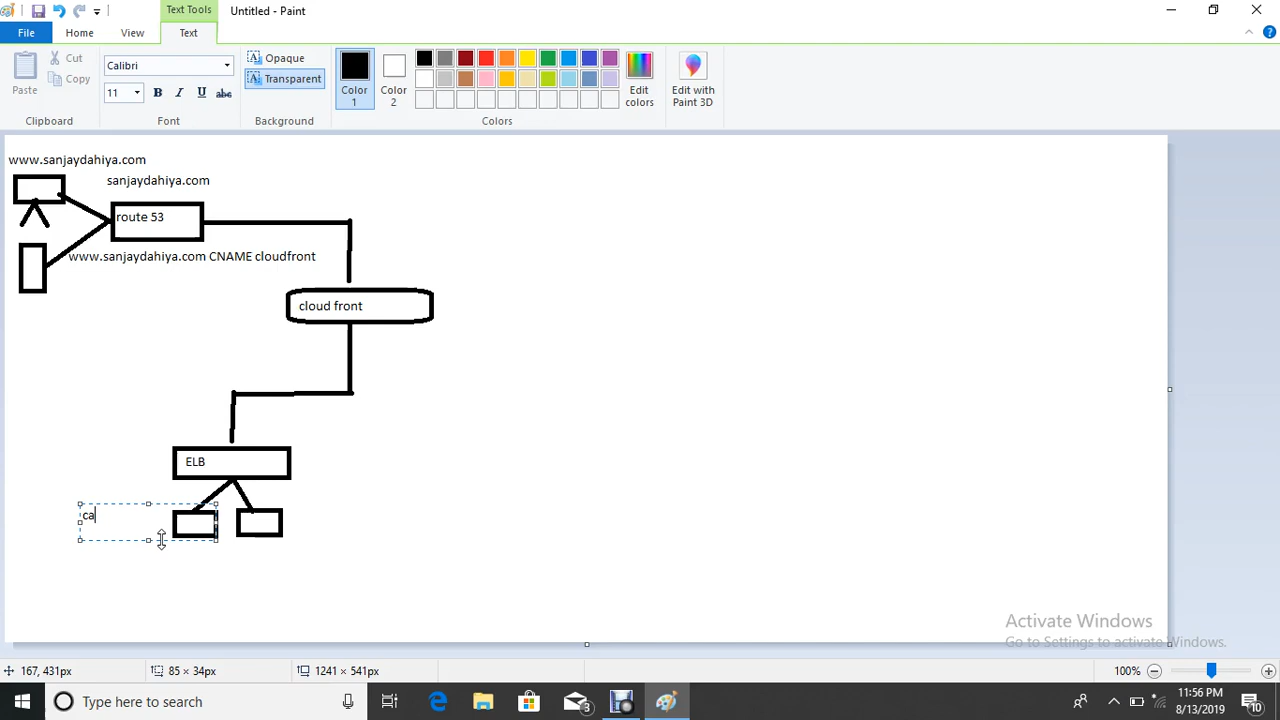 Text Tools
Untitled - Paint
File
Home
View
Text
Paste
Cut
Copy
Clipboard
Calibri
11
B I U abc
Font
Opaque
Transparent
Background
Color 1
Color 2
Edit colors
Colors
Edit with Paint 3D
www.sanjaydahiya.com
sanjaydahiya.com
route 53
www.sanjaydahiya.com CNAME cloudfront
cloud front
ELB
ca
Activate Windows
Go to Settings to activate Windows.
167, 431px
85 × 34px
1241 × 541px
100%
Type here to search
3
11:56 PM
8/13/2019
10